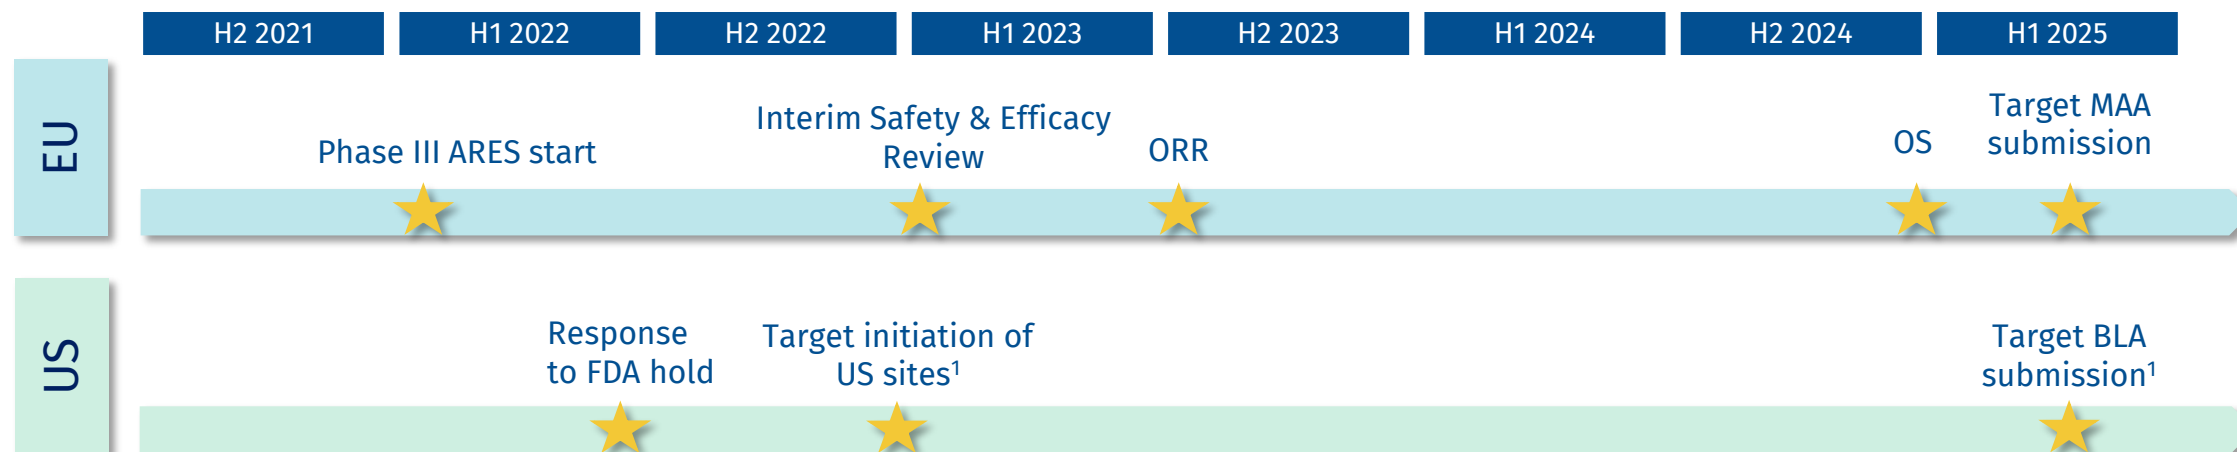 H2 2021
H1 2022
H2 2022
H1 2023
H2 2023
H1 2024
H2 2024
H1 2025
EU
Phase III ARES start
Interim Safety & Efficacy
Review
ORR
OS
Target MAA
submission
US
Response
to FDA hold
Target initiation of
US sites¹
Target BLA
submission¹